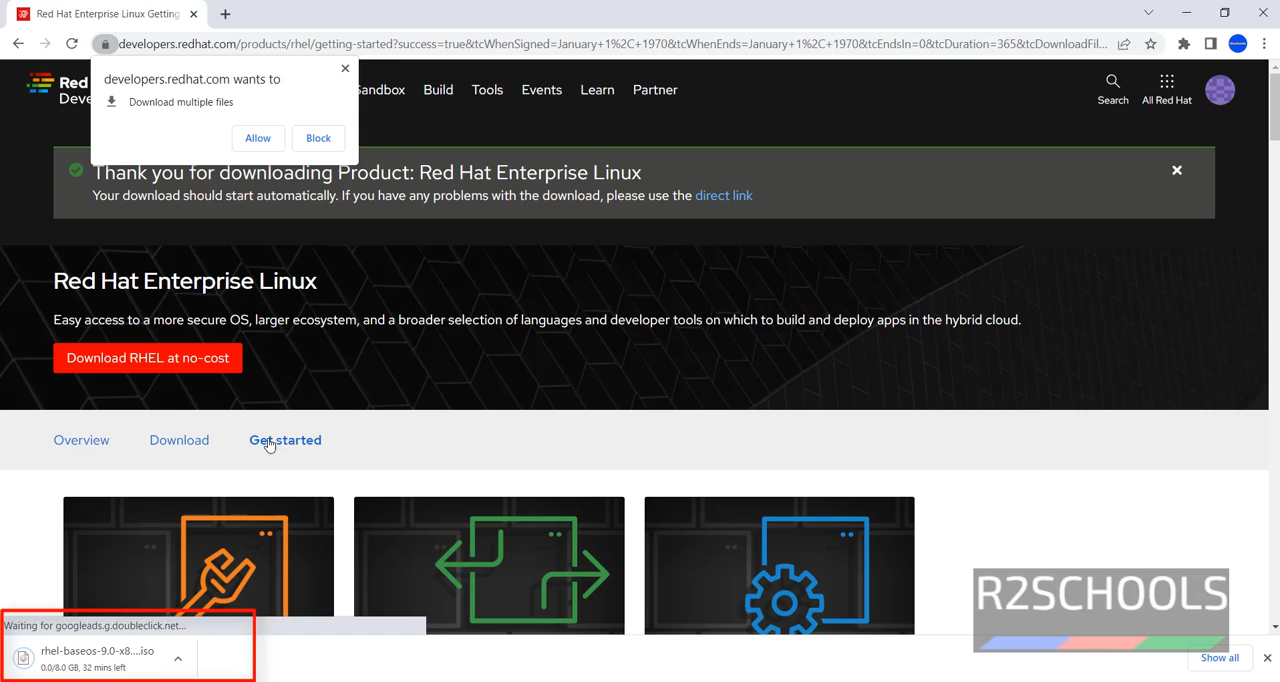 Red Hat Enterprise Linux Getting
developers.redhat.com/products/rhel/getting-started?success=true&tcWhenSigned=January+1%2C+1970&tcWhenEnds=January+1%2C+1970&tcEndsIn=0&tcDuration=365&tcDownloadFil...
developers.redhat.com wants to
Download multiple files
Allow Block
Red
Deve
Sandbox Build Tools Events Learn Partner
Search All Red Hat
Thank you for downloading Product: Red Hat Enterprise Linux
Your download should start automatically. If you have any problems with the download, please use the direct link
Red Hat Enterprise Linux
Easy access to a more secure OS, larger ecosystem, and a broader selection of languages and developer tools on which to build and deploy apps in the hybrid cloud.
Download RHEL at no-cost
Overview Download Get started
R2SCHOOLS
Waiting for googleads.g.doubleclick.net...
rhel-baseos-9.0-x8....iso
0.0/8.0 GB, 32 mins left
Show all